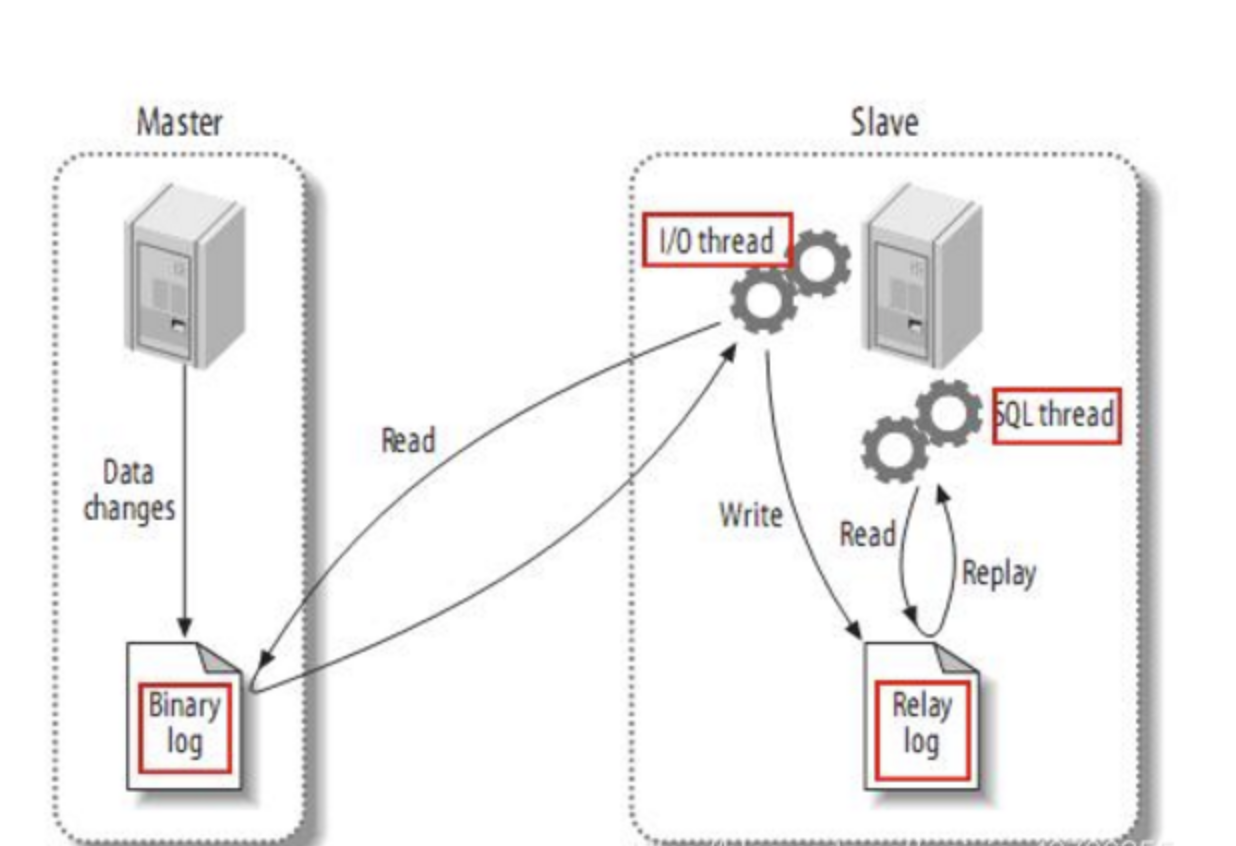 Master
Slave
I/O thread
SQL thread
Read
Data
changes
Write
Read
Replay
Binary
log
Relay
log